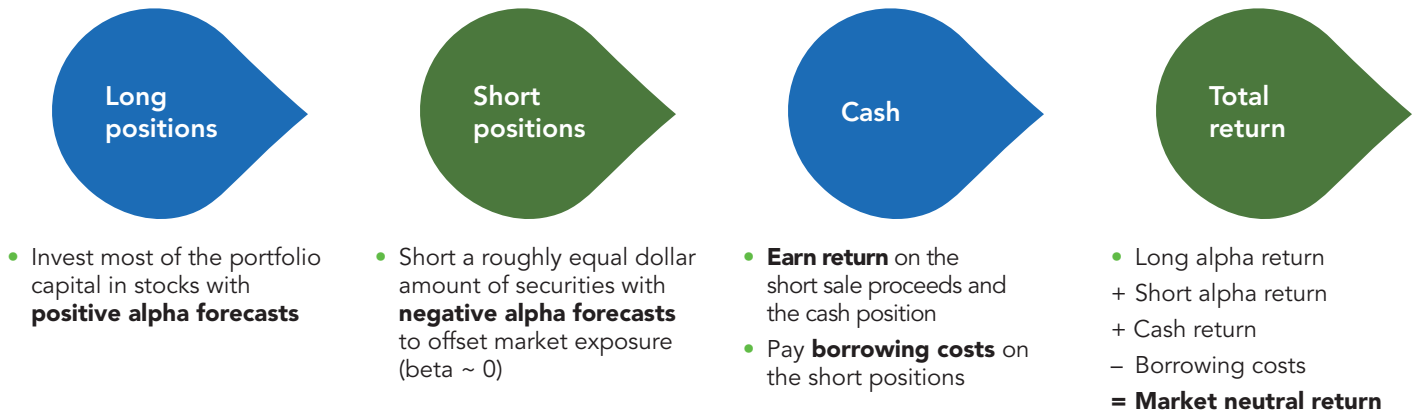 Long
positions
Short
positions
Cash
Total
return
• Invest most of the portfolio
capital in stocks with
positive alpha forecasts
• Short a roughly equal dollar
amount of securities with
negative alpha forecasts
to offset market exposure
(beta ~ 0)
• Earn return on the
short sale proceeds and
the cash position
• Pay borrowing costs on
the short positions
• Long alpha return
+ Short alpha return
+ Cash return
– Borrowing costs
= Market neutral return